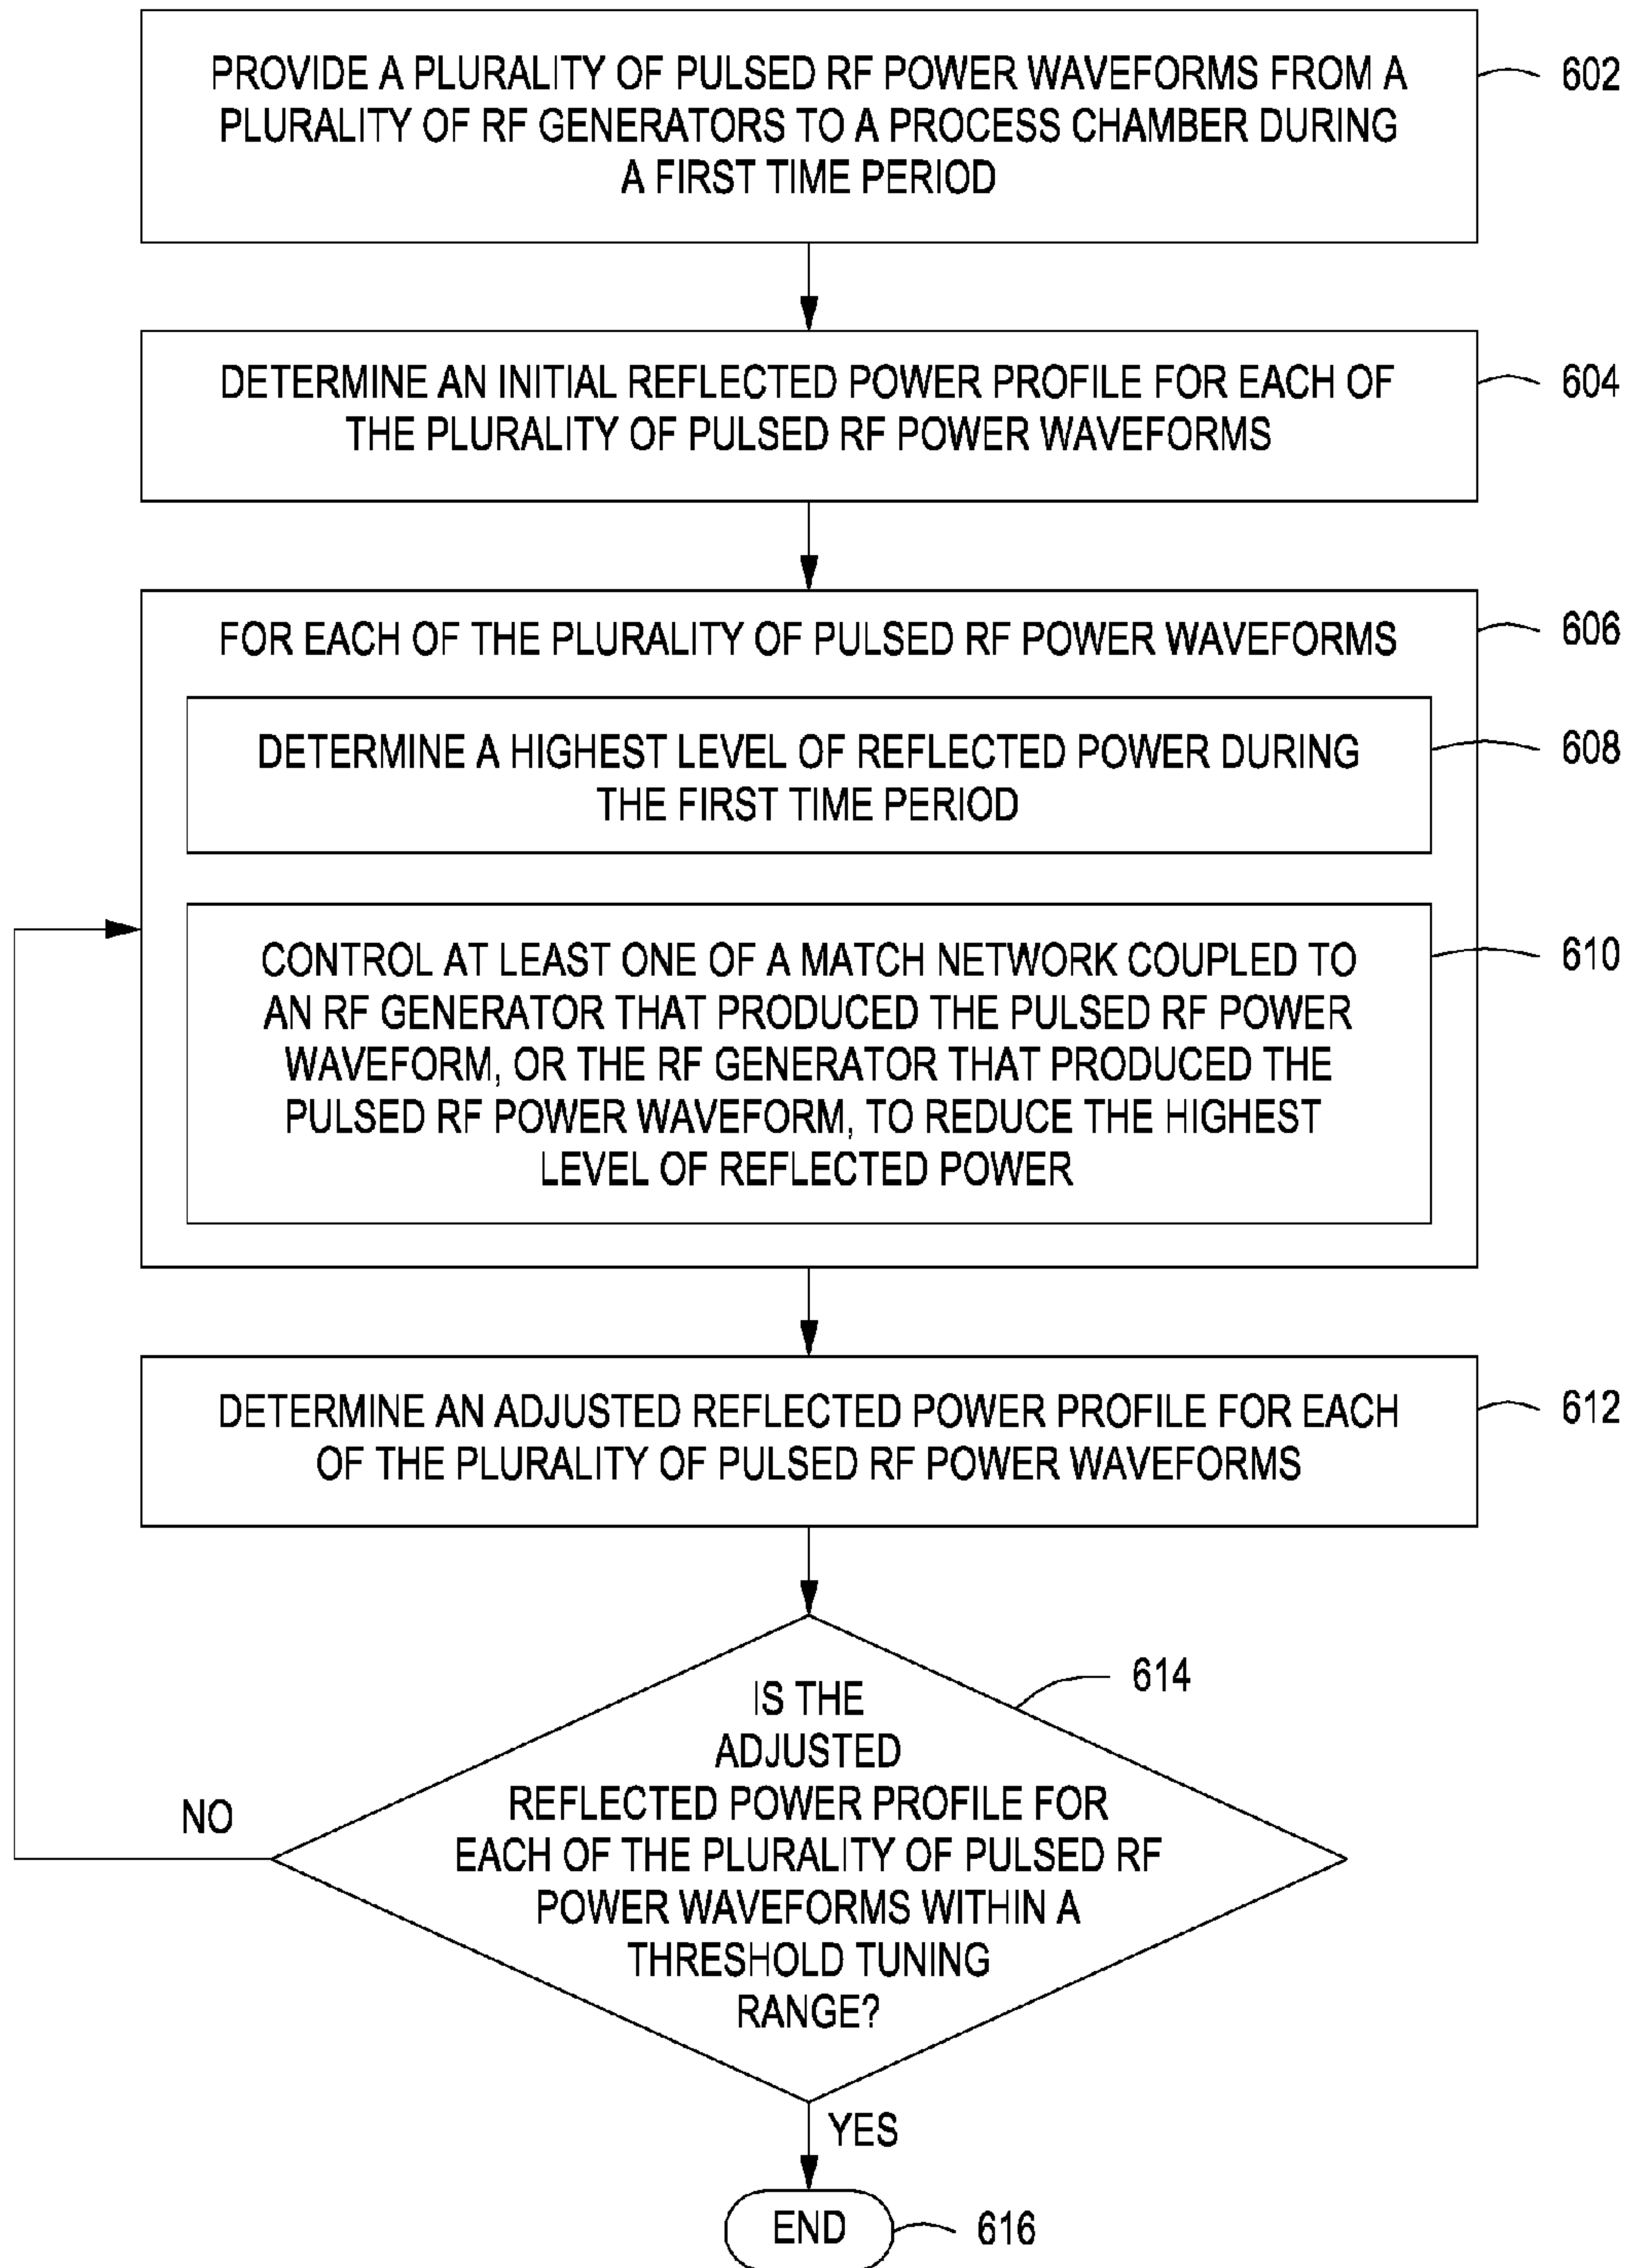 PROVIDE A PLURALITY OF PULSED RF POWER WAVEFORMS FROM A
PLURALITY OF RF GENERATORS TO A PROCESS CHAMBER DURING
A FIRST TIME PERIOD
602
DETERMINE AN INITIAL REFLECTED POWER PROFILE FOR EACH OF
THE PLURALITY OF PULSED RF POWER WAVEFORMS
604
FOR EACH OF THE PLURALITY OF PULSED RF POWER WAVEFORMS
606
DETERMINE A HIGHEST LEVEL OF REFLECTED POWER DURING
THE FIRST TIME PERIOD
608
CONTROL AT LEAST ONE OF A MATCH NETWORK COUPLED TO
AN RF GENERATOR THAT PRODUCED THE PULSED RF POWER
WAVEFORM, OR THE RF GENERATOR THAT PRODUCED THE
PULSED RF POWER WAVEFORM, TO REDUCE THE HIGHEST
LEVEL OF REFLECTED POWER
610
DETERMINE AN ADJUSTED REFLECTED POWER PROFILE FOR EACH
OF THE PLURALITY OF PULSED RF POWER WAVEFORMS
612
IS THE
ADJUSTED
REFLECTED POWER PROFILE FOR
EACH OF THE PLURALITY OF PULSED RF
POWER WAVEFORMS WITHIN A
THRESHOLD TUNING
RANGE?
614
NO
YES
END
616